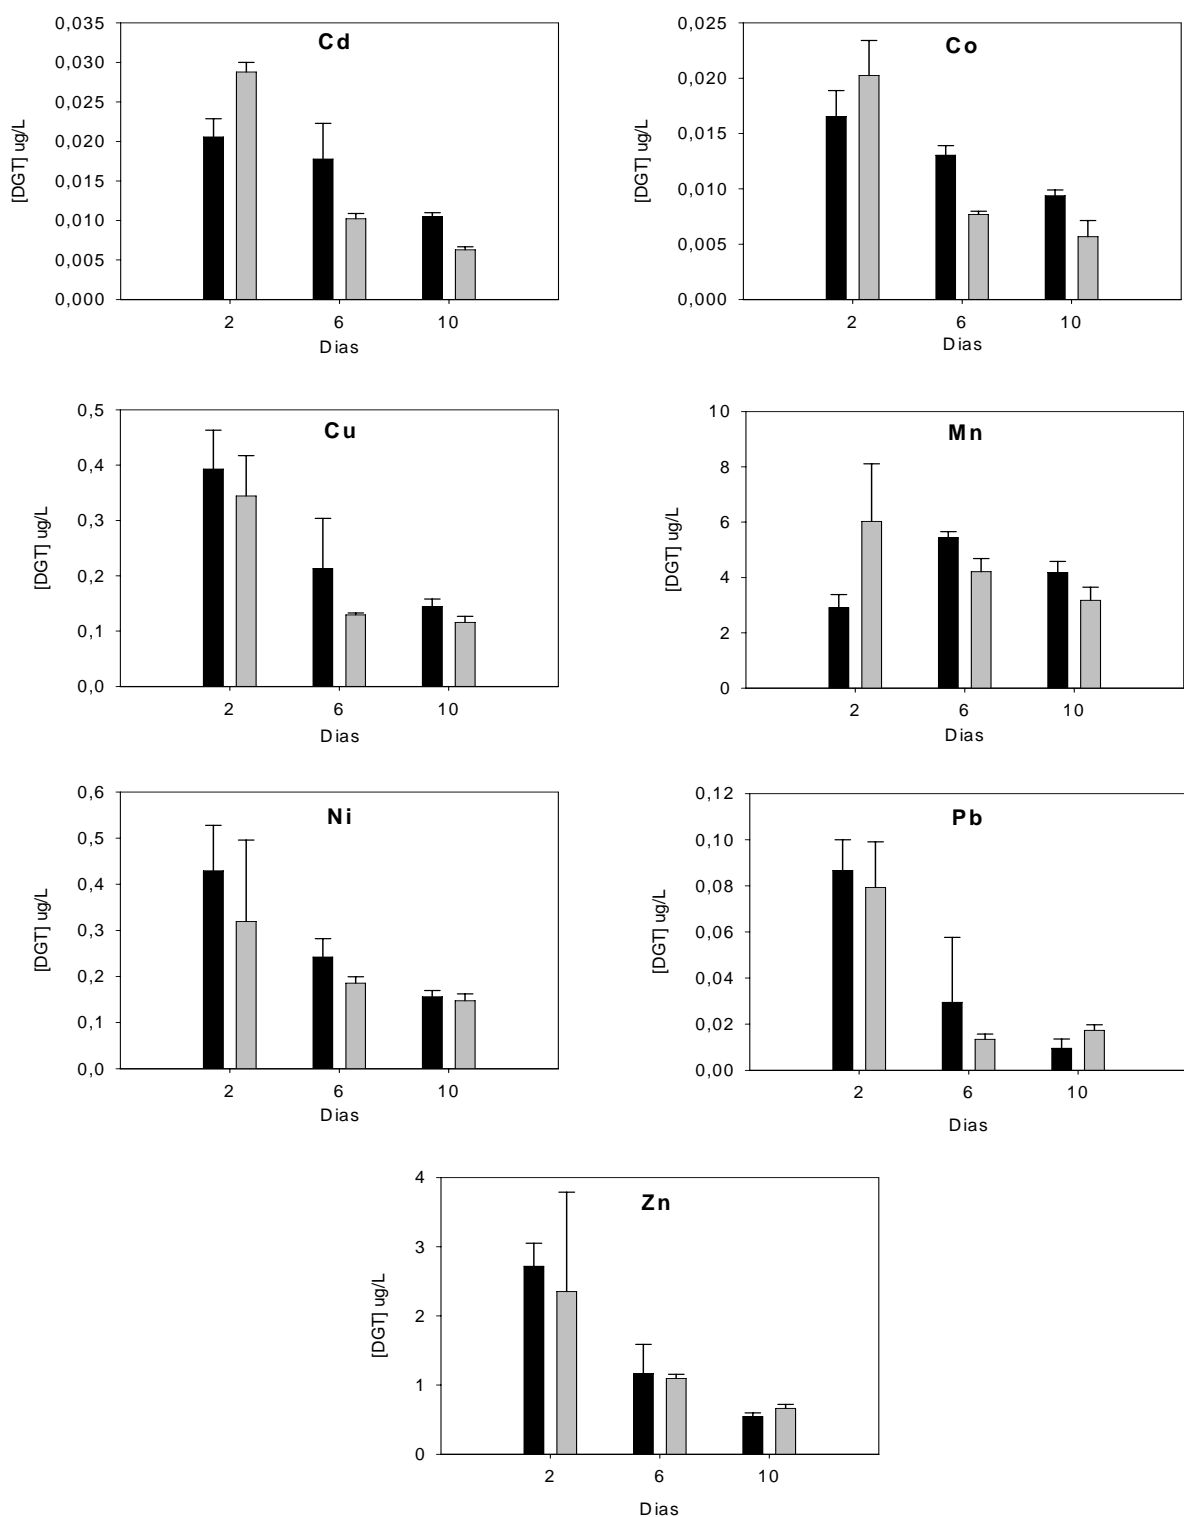 Cd
[DGT] ug/L
0,035
0,030
0,025
0,020
0,015
0,010
0,005
0,000
2 6 10
Dias
Co
[DGT] ug/L
0,025
0,020
0,015
0,010
0,005
0,000
2 6 10
Dias
Cu
[DGT] ug/L
0,5
0,4
0,3
0,2
0,1
0,0
2 6 10
Dias
Mn
[DGT] ug/L
10
8
6
4
2
0
2 6 10
Dias
Ni
[DGT] ug/L
0,6
0,5
0,4
0,3
0,2
0,1
0,0
2 6 10
Dias
Pb
[DGT] ug/L
0,12
0,10
0,08
0,06
0,04
0,02
0,00
2 6 10
Dias
Zn
[DGT] ug/L
4
3
2
1
0
2 6 10
Dias